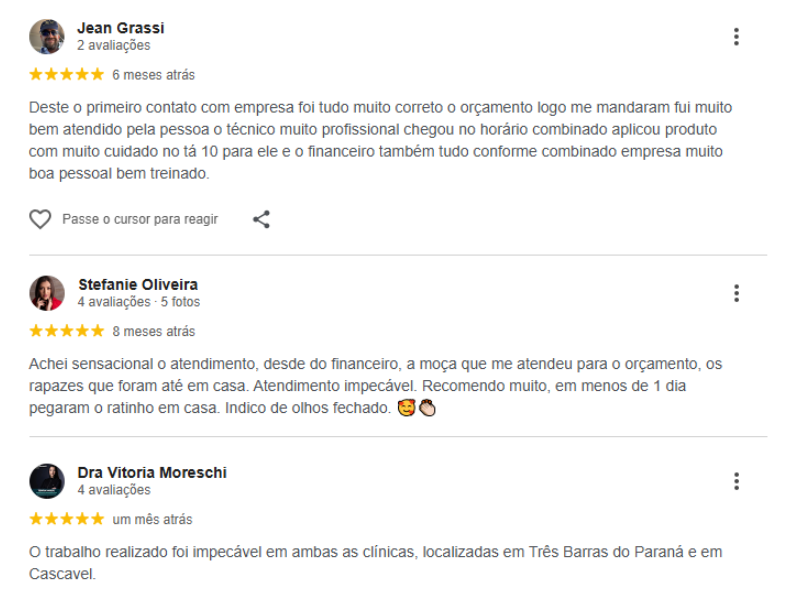 Jean Grassi
2 avaliações
6 meses atrás
Deste o primeiro contato com empresa foi tudo muito correto o orçamento logo me mandaram fui muito
bem atendido pela pessoa o técnico muito profissional chegou no horário combinado aplicou produto
com muito cuidado no tá 10 para ele e o financeiro também tudo conforme combinado empresa muito
boa pessoal bem treinado.
Passe o cursor para reagir
Stefanie Oliveira
4 avaliações · 5 fotos
8 meses atrás
Achei sensacional o atendimento, desde do financeiro, a moça que me atendeu para o orçamento, os
rapazes que foram até em casa. Atendimento impecável. Recomendo muito, em menos de 1 dia
pegaram o ratinho em casa. Indico de olhos fechado. 🥰👏🏻
Dra Vitoria Moreschi
4 avaliações
um mês atrás
O trabalho realizado foi impecável em ambas as clínicas, localizadas em Três Barras do Paraná e em
Cascavel.